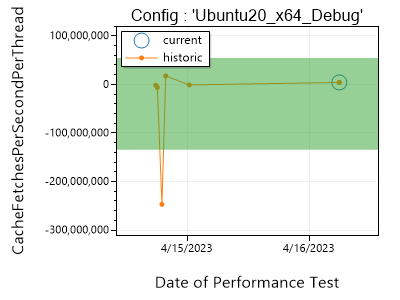 Config : 'Ubuntu20_x64_Debug'
current
historic
CacheFetchesPerSecondPerThread
100,000,000
0
-100,000,000
-200,000,000
-300,000,000
4/15/2023
4/16/2023
Date of Performance Test